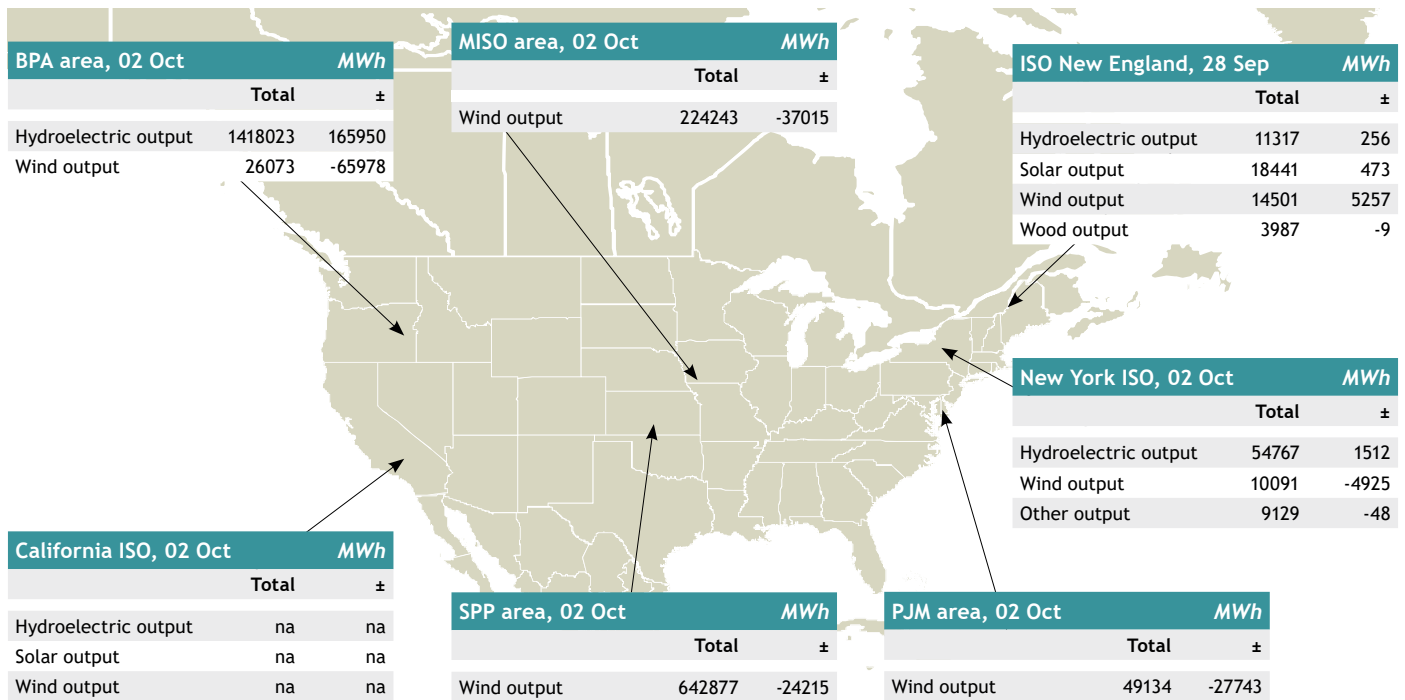 BPA area, 02 Oct MWh
Total ±
Hydroelectric output 1418023 165950
Wind output 26073 -65978
MISO area, 02 Oct MWh
Total ±
Wind output 224243 -37015
ISO New England, 28 Sep MWh
Total ±
Hydroelectric output 11317 256
Solar output 18441 473
Wind output 14501 5257
Wood output 3987 -9
New York ISO, 02 Oct MWh
Total ±
Hydroelectric output 54767 1512
Wind output 10091 -4925
Other output 9129 -48
California ISO, 02 Oct MWh
Total ±
Hydroelectric output na na
Solar output na na
Wind output na na
SPP area, 02 Oct MWh
Total ±
Wind output 642877 -24215
PJM area, 02 Oct MWh
Total ±
Wind output 49134 -27743